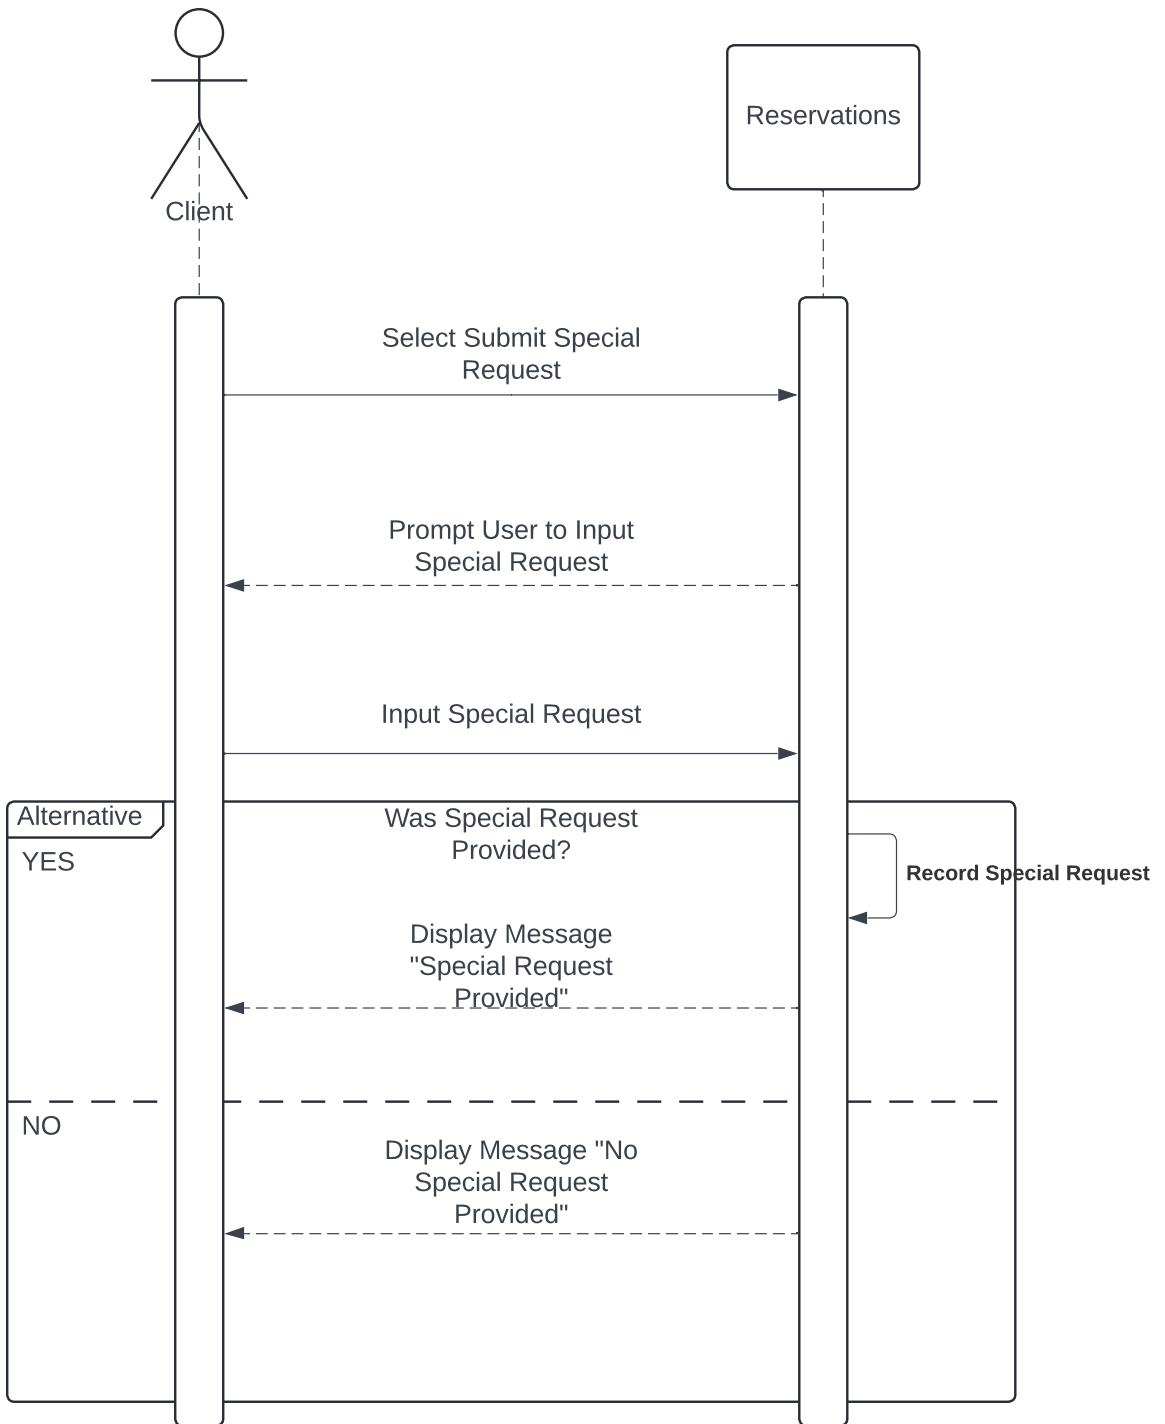 Client
Reservations
Select Submit Special
Request
Prompt User to Input
Special Request
Input Special Request
Alternative
Was Special Request
Provided?
YES
Record Special Request
Display Message
"Special Request
Provided"
NO
Display Message "No
Special Request
Provided"